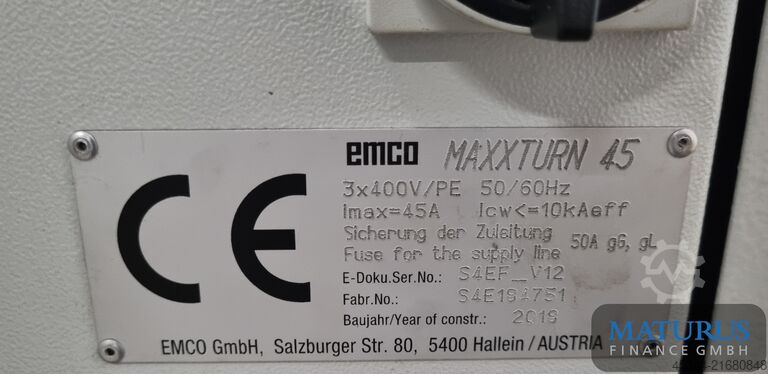 emco MAXXTURN 45
CE
3x400V/PE 50/60Hz
Imax=45A Icw<=10kAeff
Sicherung der Zuleitung
Fuse for the supply line
50A gG, gL
E-Doku.Ser.No.: S4EF_V12
Fabr.No.:
Baujahr/Year of constr.:
EMCO GmbH, Salzburger Str. 80, 5400 Hallein/AUSTRIA
MATURUS
FINANCE GMBH